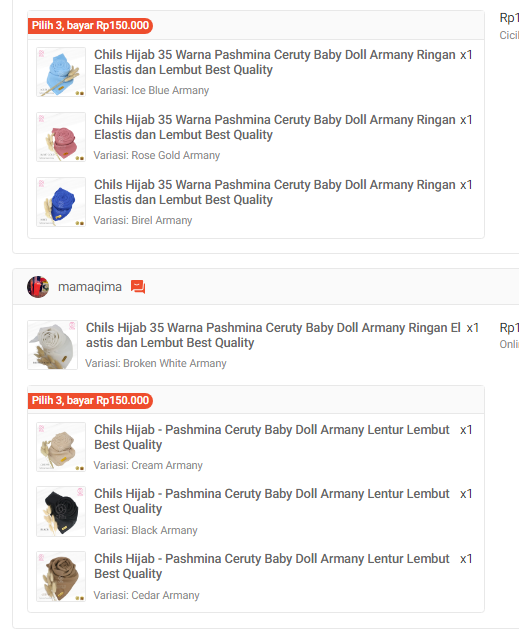 Pilih 3, bayar Rp150.000
Rp1
Chils Hijab 35 Warna Pashmina Ceruty Baby Doll Armany Ringan x1
Elastis dan Lembut Best Quality
Variasi: Ice Blue Armany
Chils Hijab 35 Warna Pashmina Ceruty Baby Doll Armany Ringan x1
Elastis dan Lembut Best Quality
Variasi: Rose Gold Armany
Chils Hijab 35 Warna Pashmina Ceruty Baby Doll Armany Ringan x1
Elastis dan Lembut Best Quality
Variasi: Birel Armany
mamaqima
Chils Hijab 35 Warna Pashmina Ceruty Baby Doll Armany Ringan El x1
astis dan Lembut Best Quality
Variasi: Broken White Armany
Rp1
Pilih 3, bayar Rp150.000
Chils Hijab - Pashmina Ceruty Baby Doll Armany Lentur Lembut x1
Best Quality
Variasi: Cream Armany
Chils Hijab - Pashmina Ceruty Baby Doll Armany Lentur Lembut x1
Best Quality
Variasi: Black Armany
Chils Hijab - Pashmina Ceruty Baby Doll Armany Lentur Lembut x1
Best Quality
Variasi: Cedar Armany